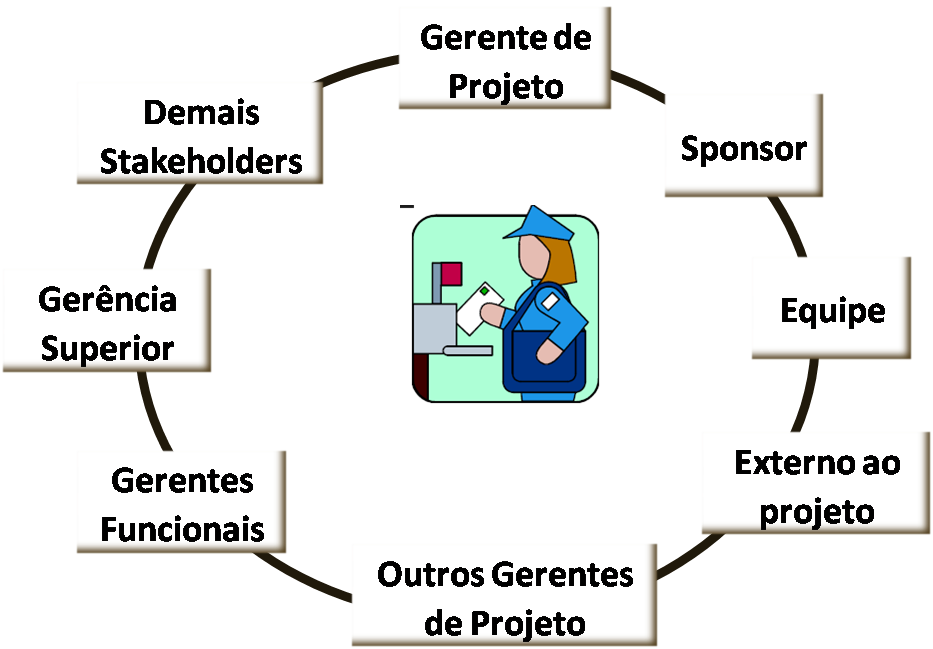 Gerente de
Projeto
Sponsor
Equipe
Externo ao
projeto
Outros Gerentes
de Projeto
Gerentes
Funcionais
Gerência
Superior
Demais
Stakeholders